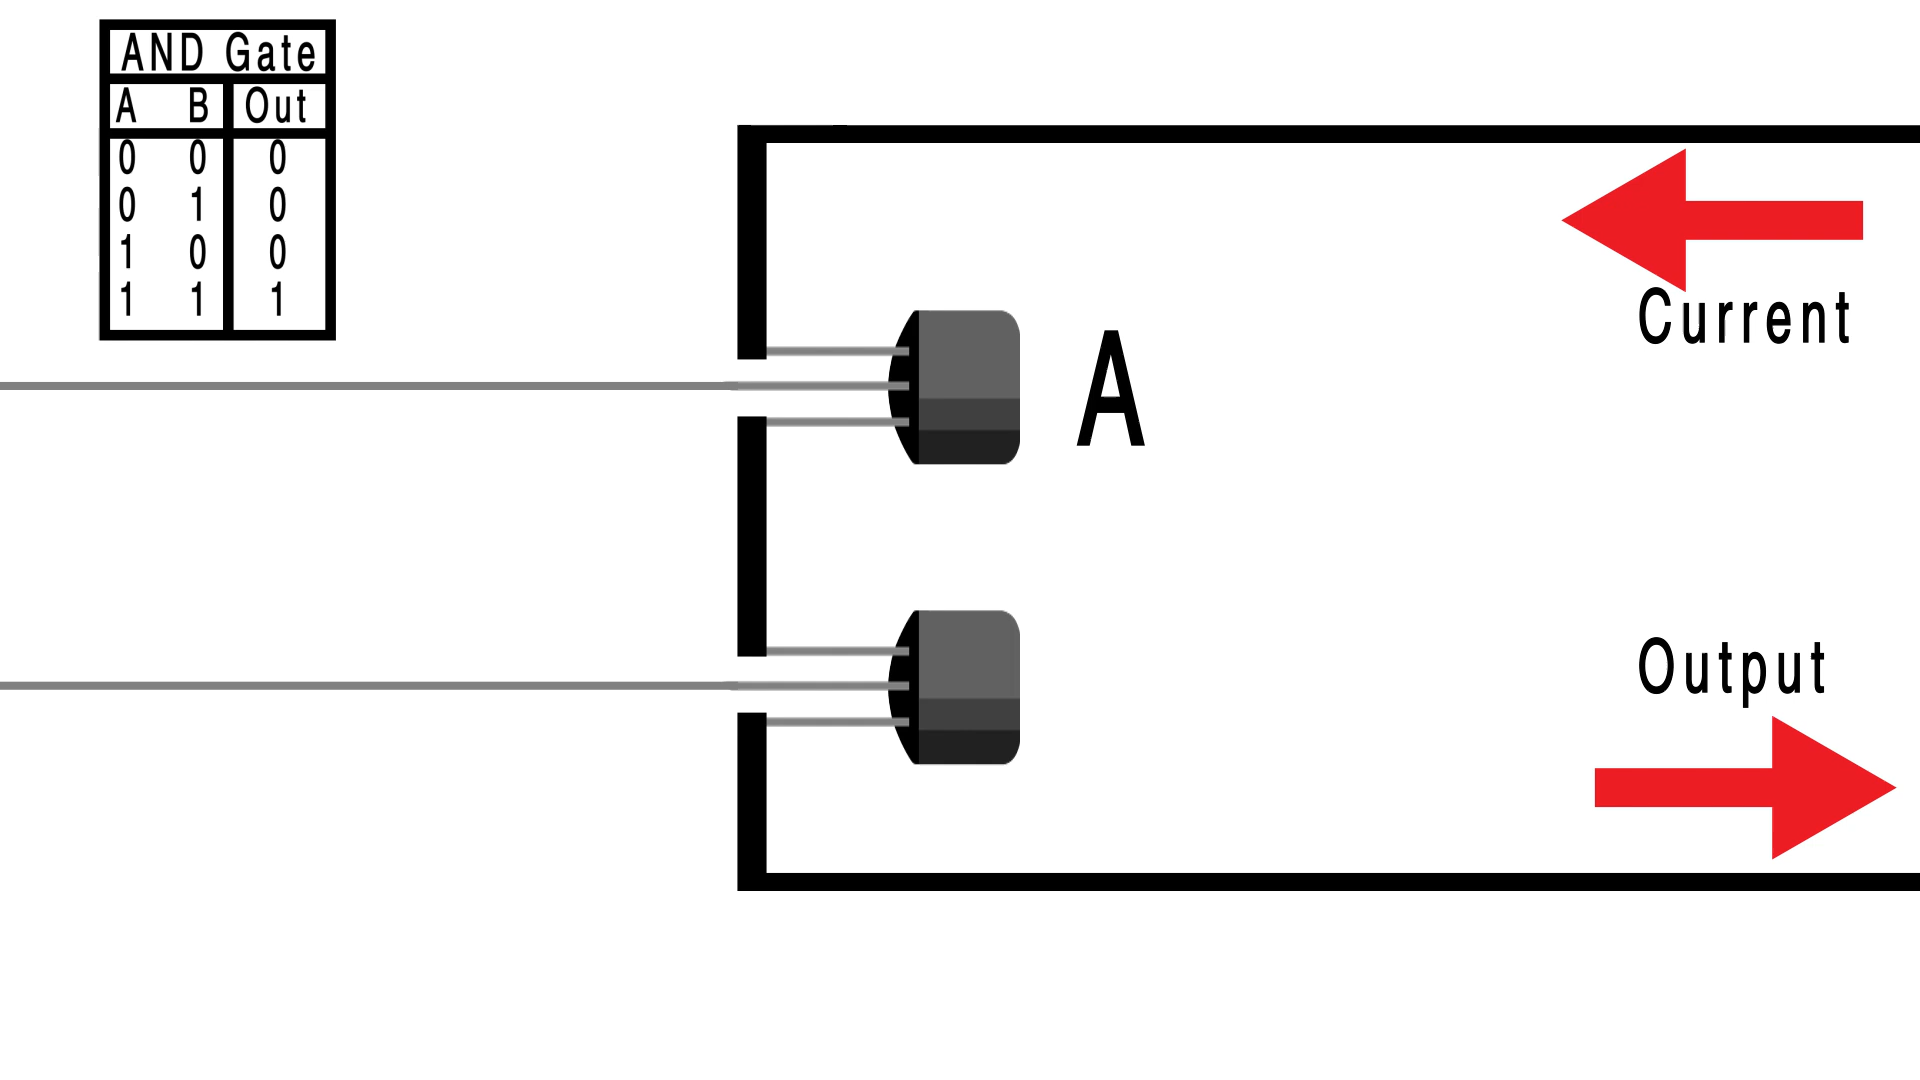 AND Gate
A B Out
0 0 0
0 1 0
1 0 0
1 1 1
A
Current
Output